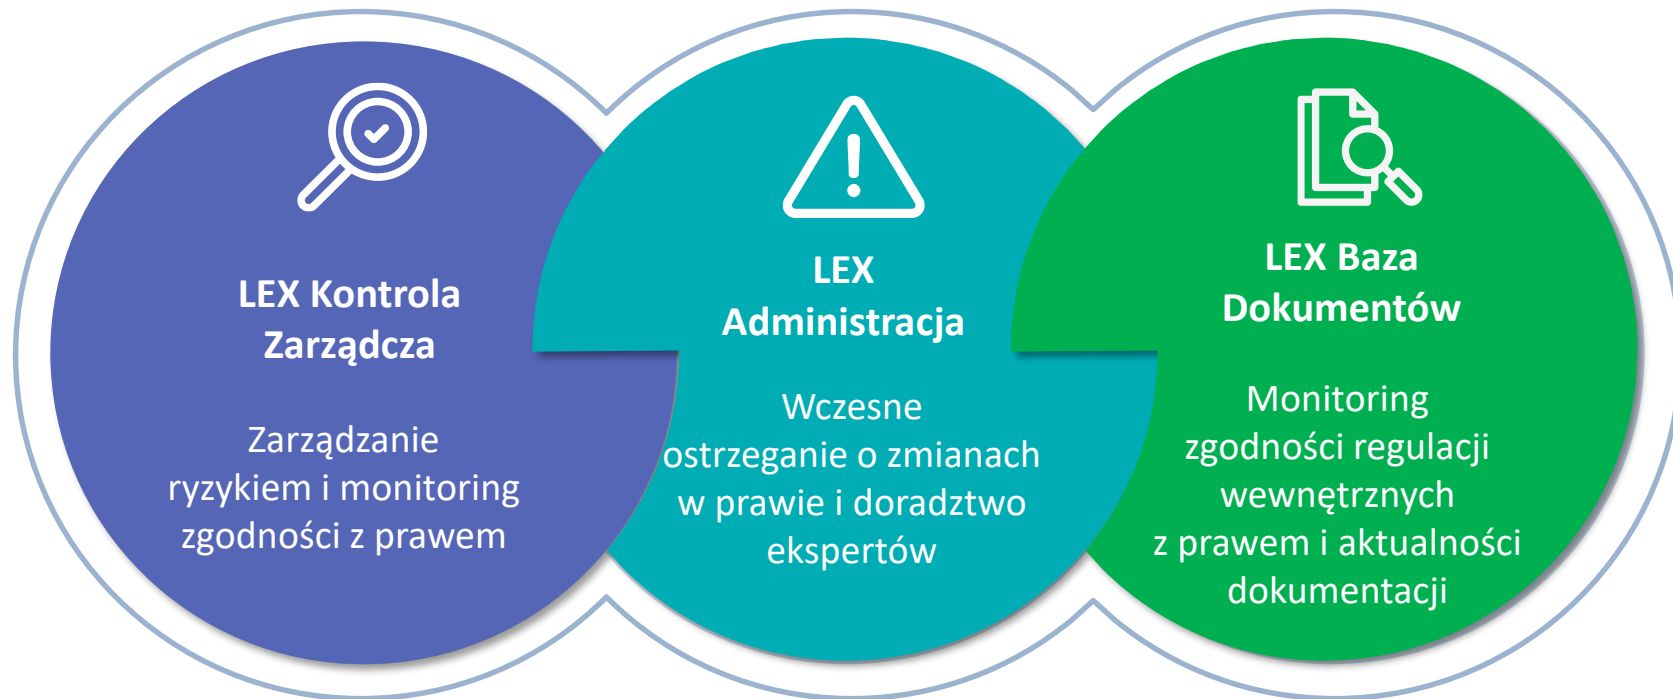 LEX Kontrola
Zarządcza
Zarządzanie
ryzykiem i monitoring
zgodności z prawem
LEX
Administracja
Wczesne
ostrzeganie o zmianach
w prawie i doradztwo
ekspertów
LEX Baza
Dokumentów
Monitoring
zgodności regulacji
wewnętrznych
z prawem i aktualności
dokumentacji